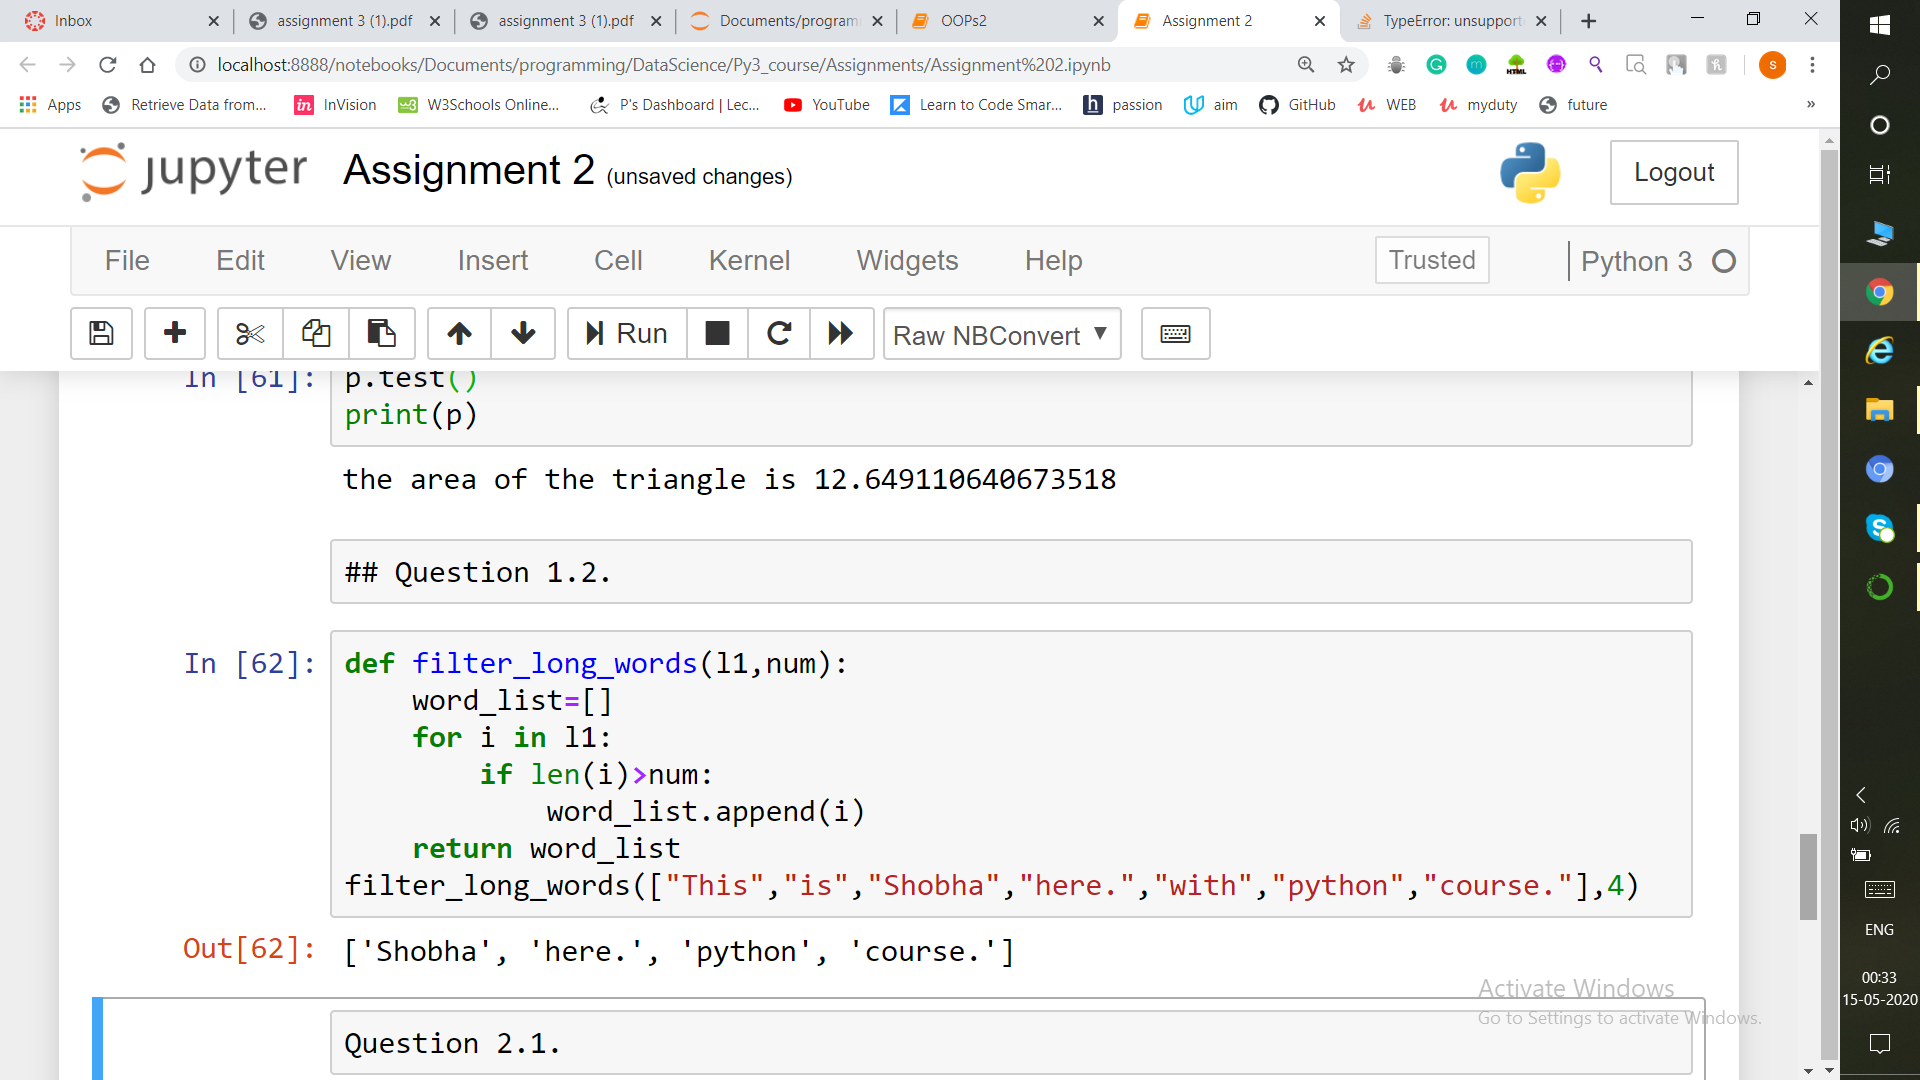 Inbox
assignment 3 (1).pdf
assignment 3 (1).pdf
Documents/program
OOPs2
Assignment 2
TypeError: unsupport
localhost:8888/notebooks/Documents/programming/DataScience/Py3_course/Assignments/Assignment%202.ipynb
Apps
Retrieve Data from...
InVision
W3Schools Online...
P's Dashboard | Lec...
YouTube
Learn to Code Smar...
passion
aim
GitHub
WEB
myduty
future
»
jupyter Assignment 2 (unsaved changes)
Logout
File Edit View Insert Cell Kernel Widgets Help
Trusted
Python 3
Run
Raw NBConvert
In [61]: p.test()
print(p)
the area of the triangle is 12.649110640673518
## Question 1.2.
In [62]: def filter_long_words(l1,num):
word_list=[]
for i in l1:
if len(i)>num:
word_list.append(i)
return word_list
filter_long_words(["This","is","Shobha","here.","with","python","course."],4)
Out[62]: ['Shobha', 'here.', 'python', 'course.']
Question 2.1.
Activate Windows
Go to Settings to activate Windows.
ENG
00:33
15-05-2020